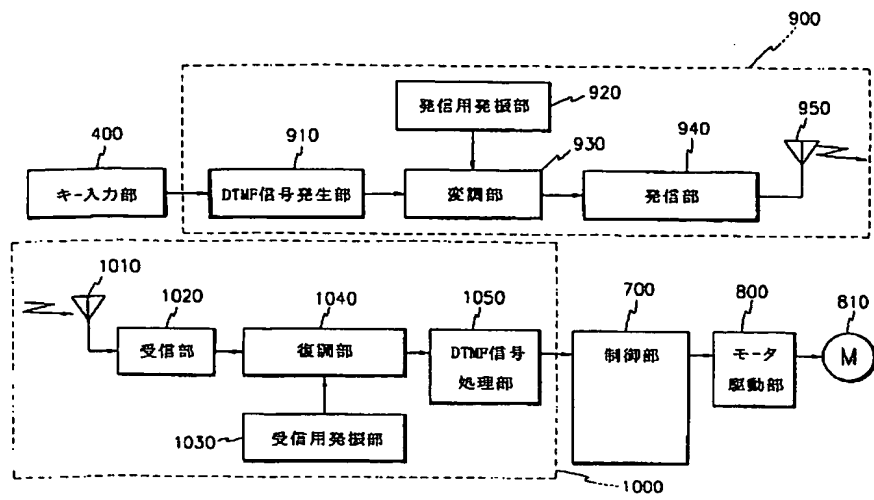 900
発信用発振部
920
950
400
910
930
940
キー入力部
DTMF信号発生部
変調部
発信部
1010
1020
1040
1050
700
800
810
受信部
復調部
DTMF信号
処理部
制御部
モータ
駆動部
M
1030
受信用発振部
1000